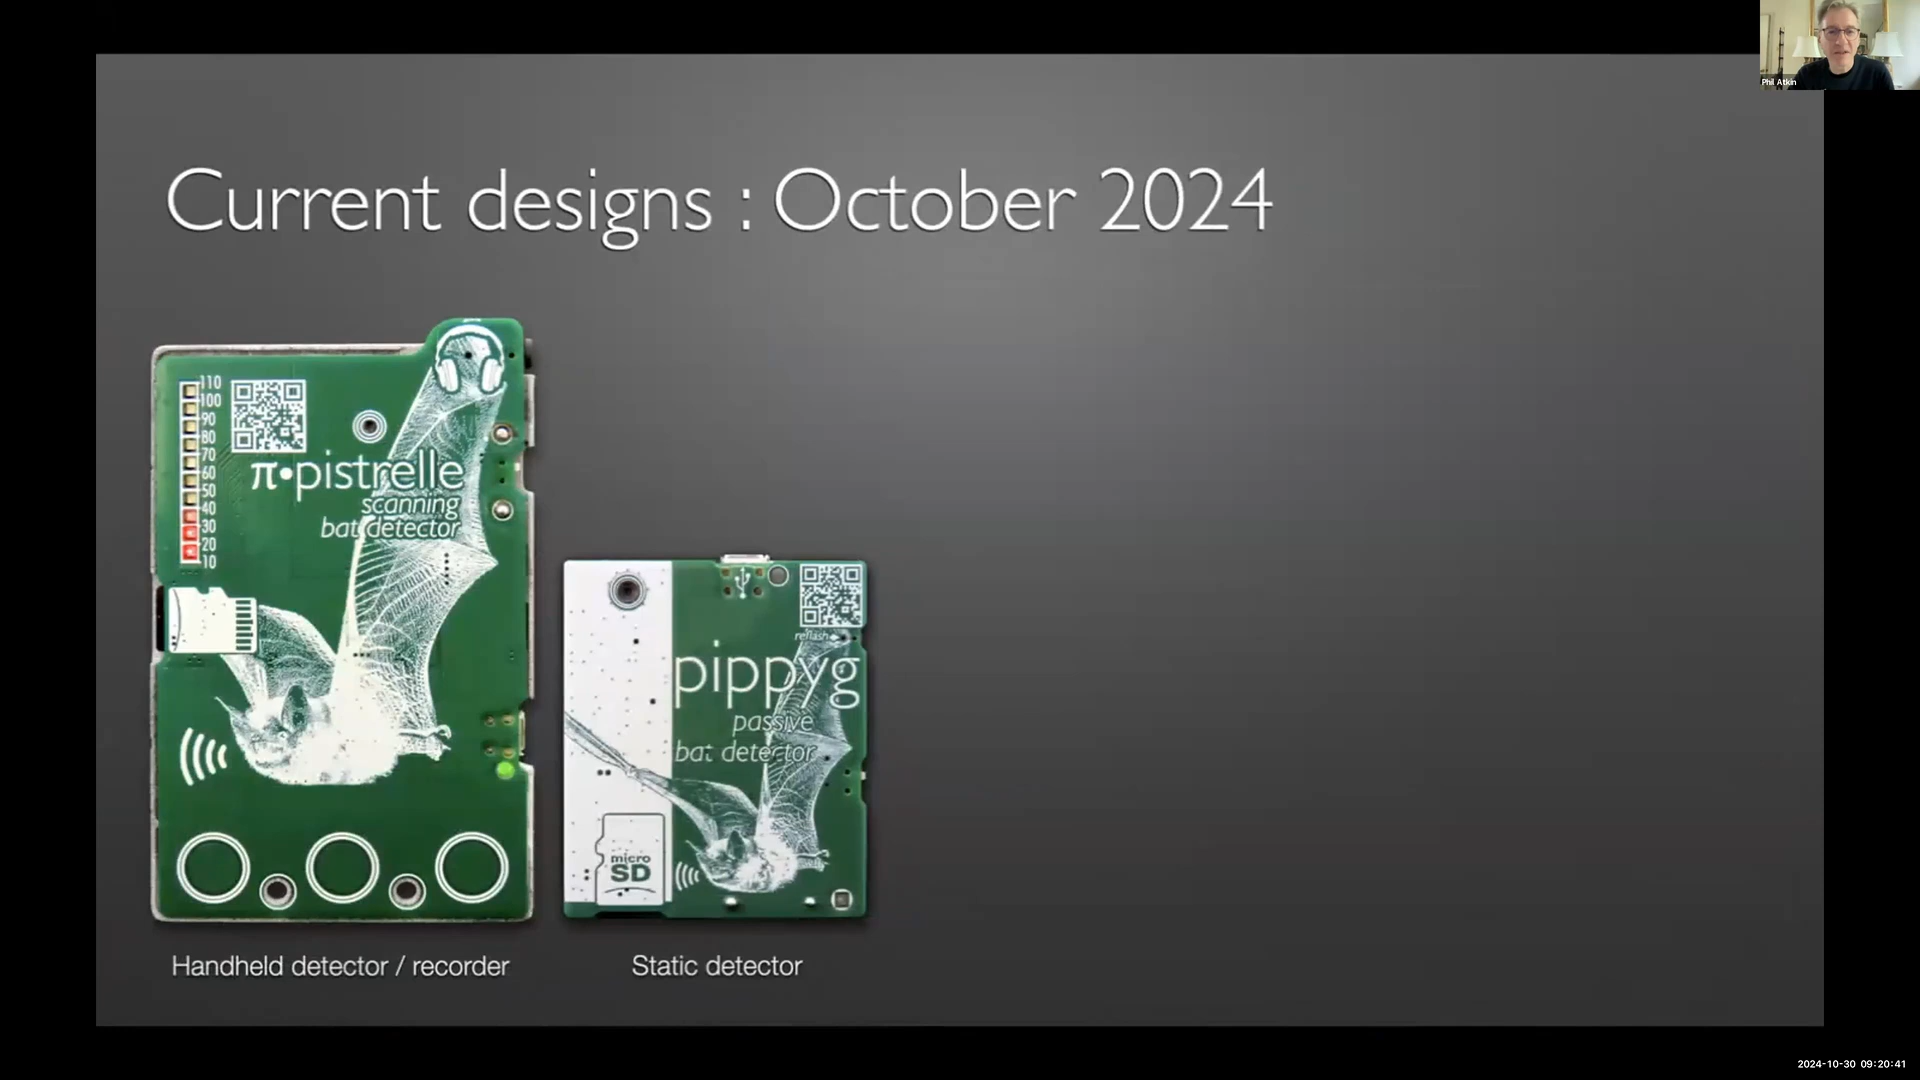 Phil Atkin
Current designs : October 2024
110
100
90
80
70
60
50
40
30
20
10
π•pistrelle
scanning
bat detector
reflash
pippyg
passive
bat detector
micro
SD
Handheld detector / recorder
Static detector
2024-10-30 09:20:41